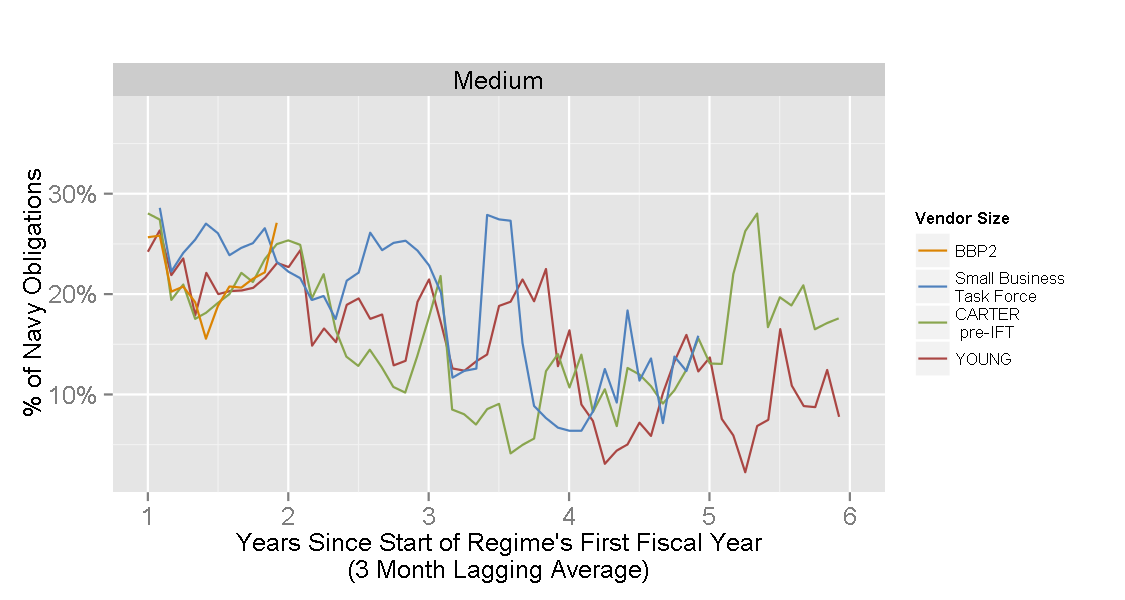 Medium
% of Navy Obligations
30%
20%
10%
1 2 3 4 5 6
Years Since Start of Regime's First Fiscal Year
(3 Month Lagging Average)
Vendor Size
BBP2
Small Business
Task Force
CARTER
pre-IFT
YOUNG